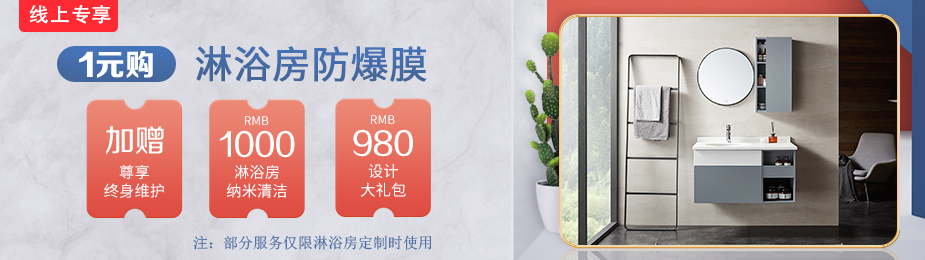 线上专享
1元购 淋浴房防爆膜
加赠
尊享
终身维护
RMB
1000
淋浴房
纳米清洁
RMB
980
设计
大礼包
注：部分服务仅限淋浴房定制时使用